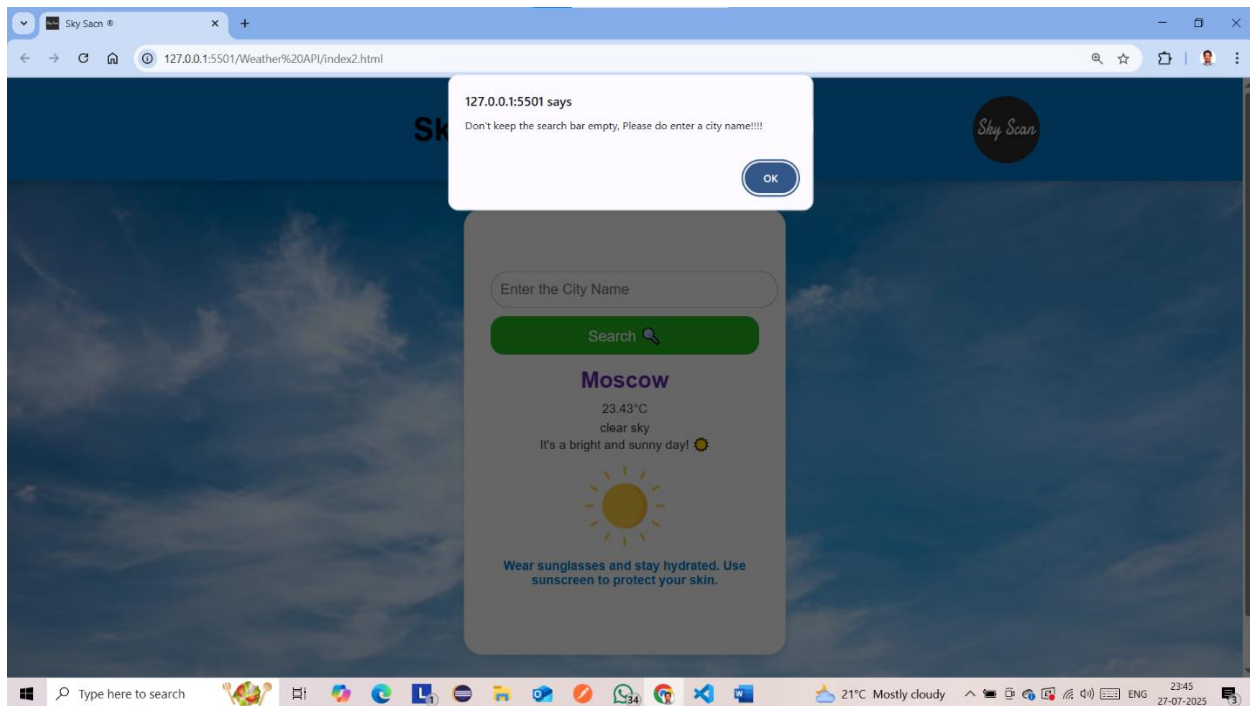 Sky Sacn ®
127.0.0.1:5501/Weather%20API/index2.html
127.0.0.1:5501 says
Don't keep the search bar empty, Please do enter a city name!!!!
OK
Sk
Sky Scan
Enter the City Name
Search
Moscow
23.43°C
clear sky
It's a bright and sunny day!
Wear sunglasses and stay hydrated. Use
sunscreen to protect your skin.
Type here to search
34
21°C Mostly cloudy
ENG
23:45
27-07-2025
3